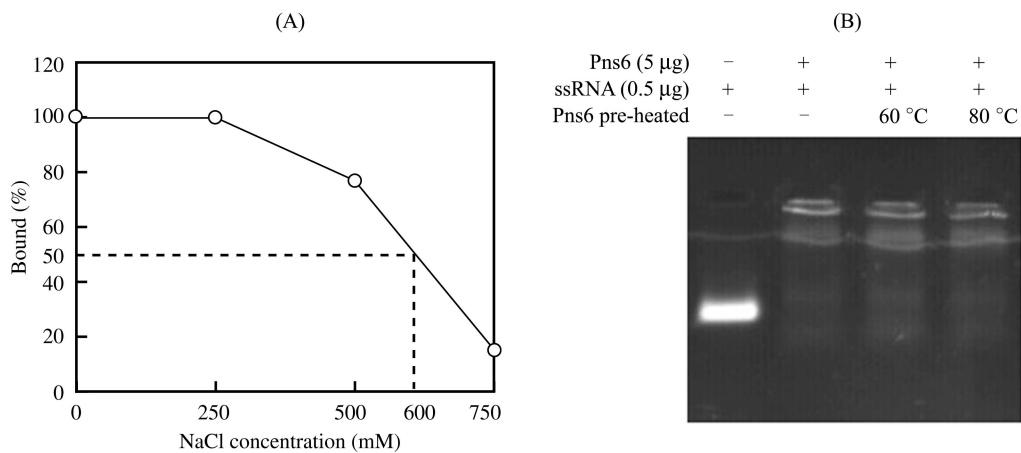 (A)
120
100
80
60
50
40
20
0
Bound (%)
0 250 500 600 750
NaCl concentration (mM)
(B)
Pns6 (5 μg) – + + +
ssRNA (0.5 μg) + + + +
Pns6 pre-heated – – 60 °C 80 °C